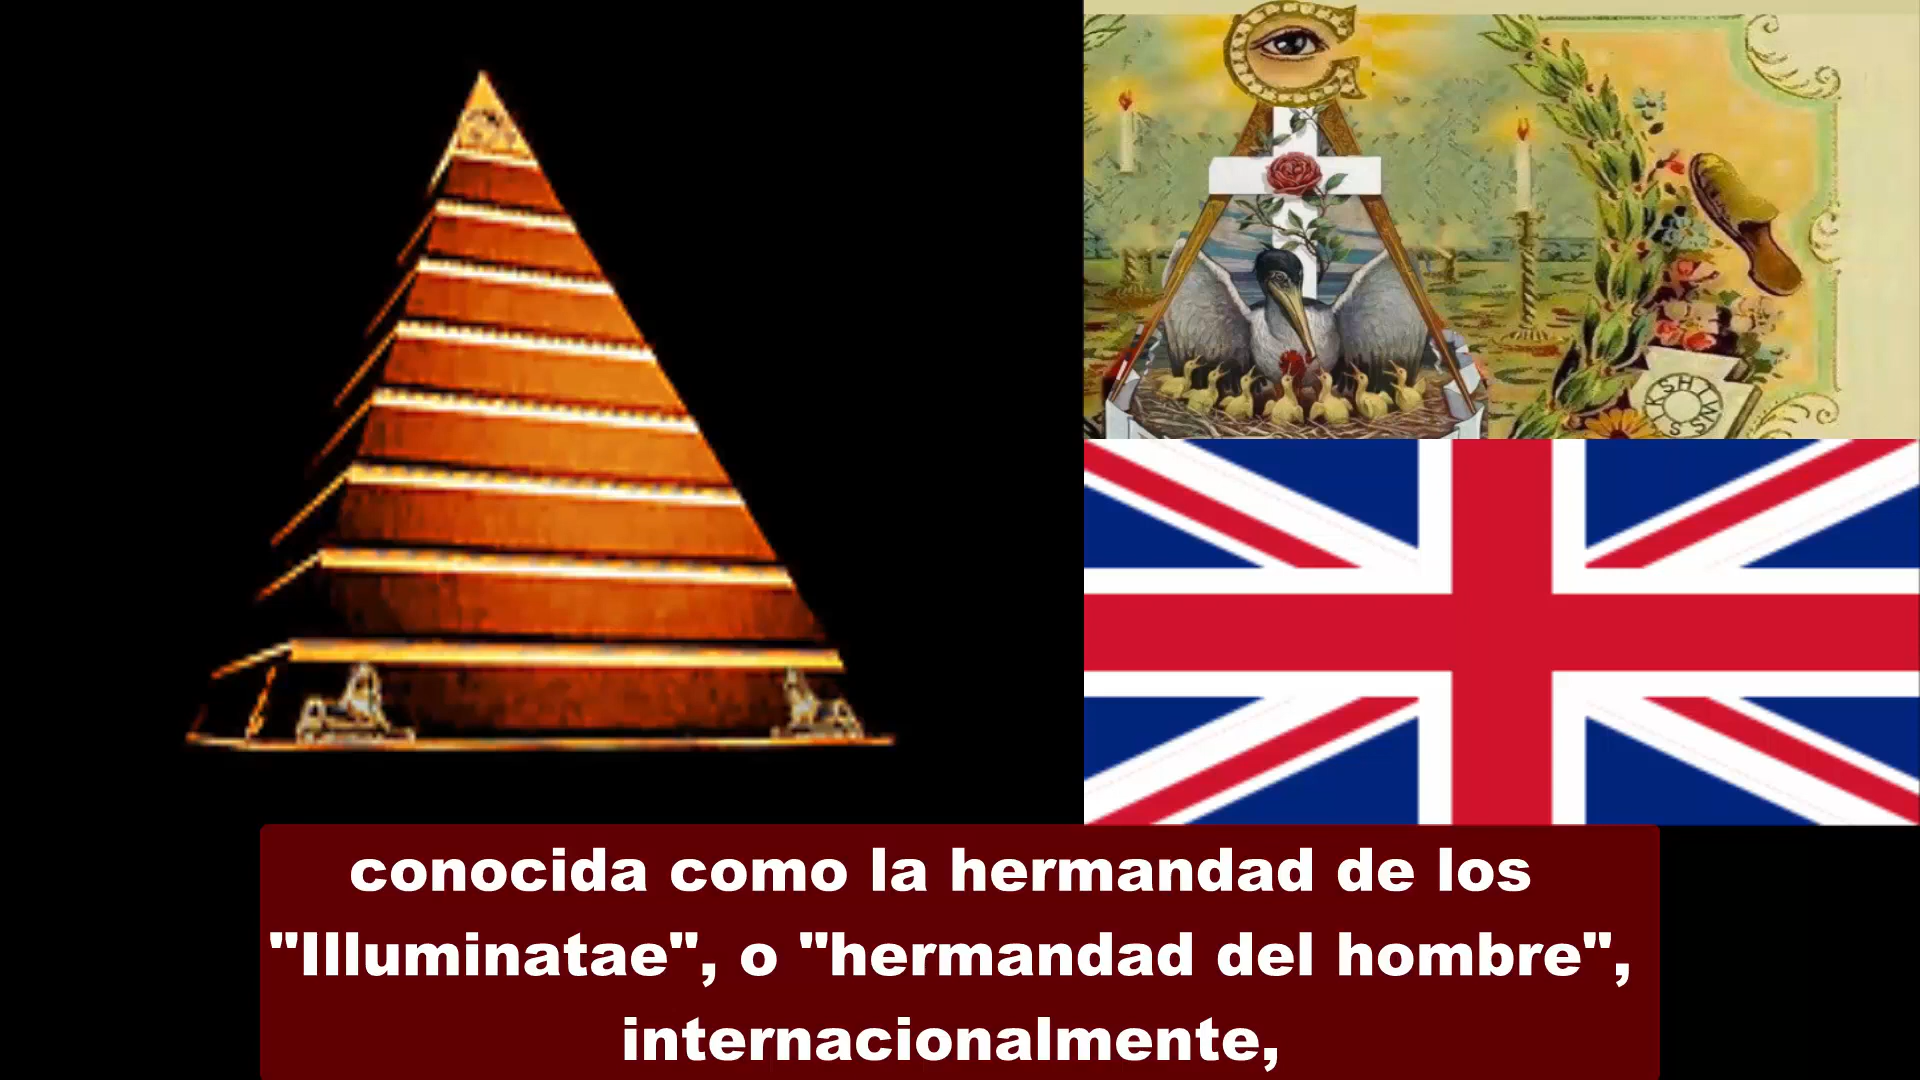 conocida como la hermandad de los
"Illuminatae", o "hermandad del hombre",
internacionalmente,